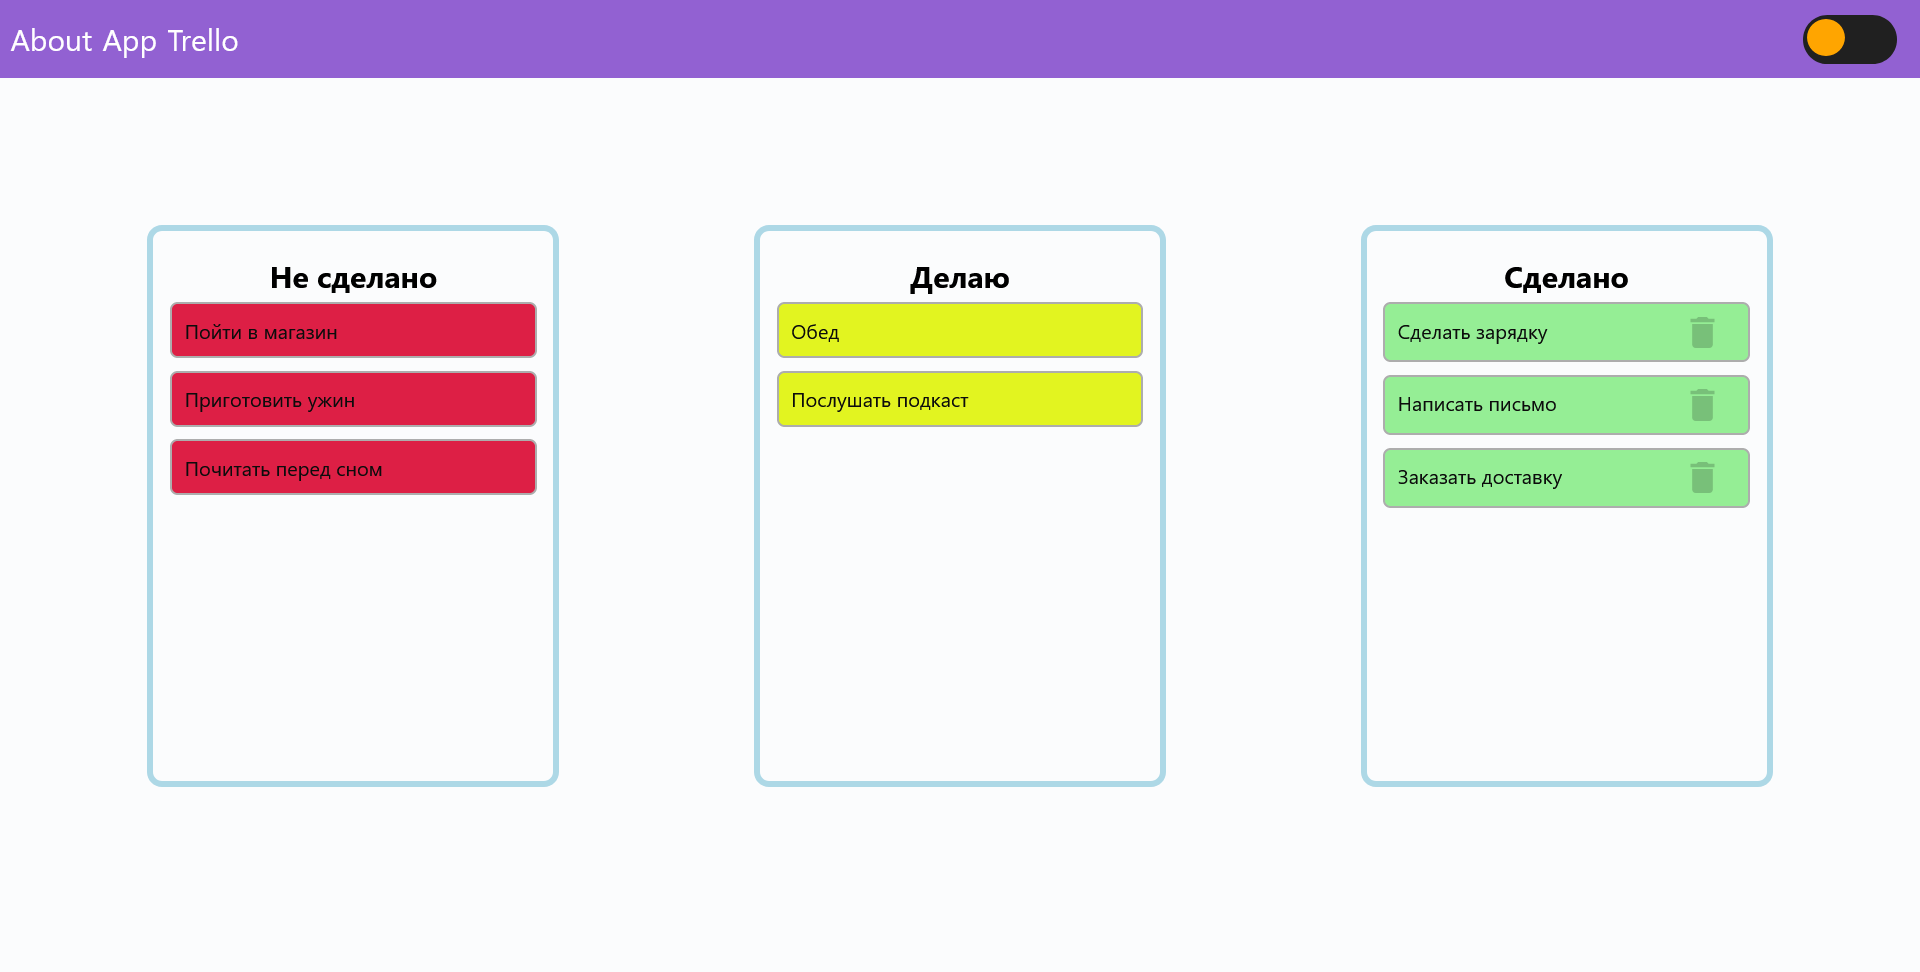 About App Trello
Не сделано
Пойти в магазин
Приготовить ужин
Почитать перед сном
Делаю
Обед
Послушать подкаст
Сделано
Сделать зарядку
Написать письмо
Заказать доставку